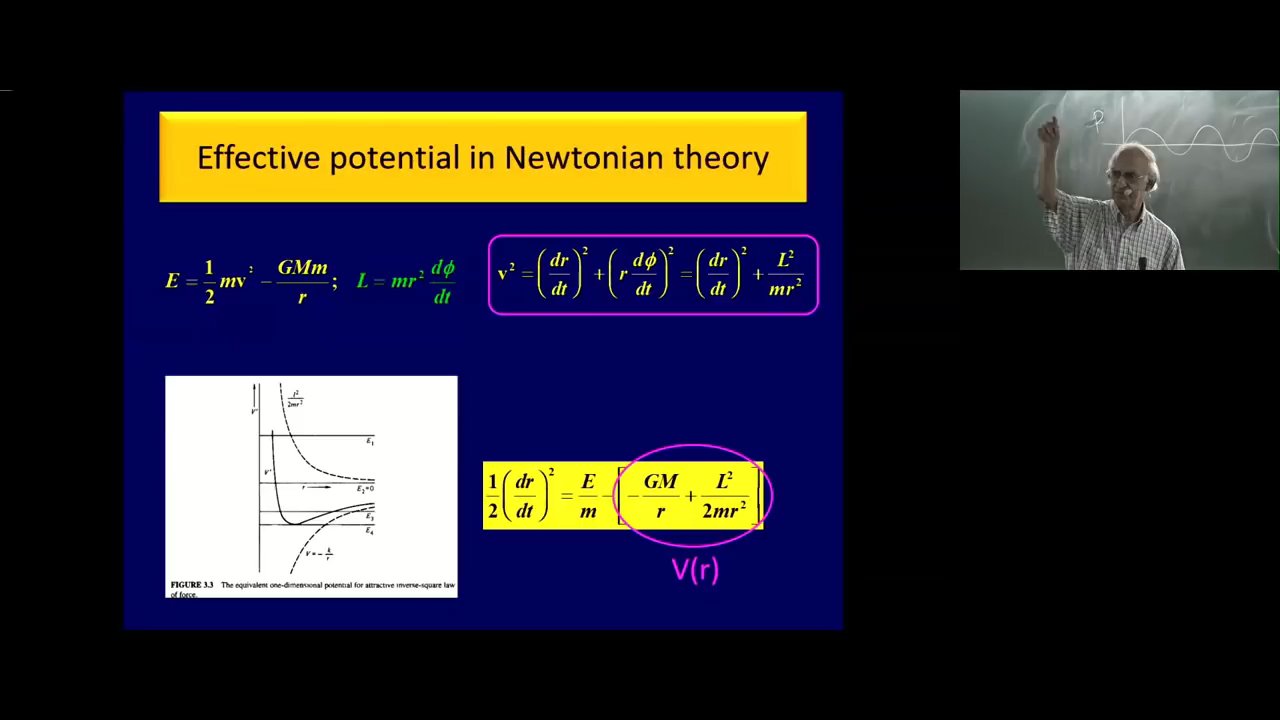 Effective potential in Newtonian theory
E = 1/2 mv² − GMm/r ; L = mr² dϕ/dt
v² = (dr/dt)² + (r dϕ/dt)² = (dr/dt)² + L²/mr²
V'
l²/2mr²
E₁
V'
r
E₂=0
E₃
E₄
V = − k/r
1/2 (dr/dt)² = E/m − [− GM/r + L²/2mr²]
V(r)
FIGURE 3.3 The equivalent one-dimensional potential for attractive inverse-square law
of force.